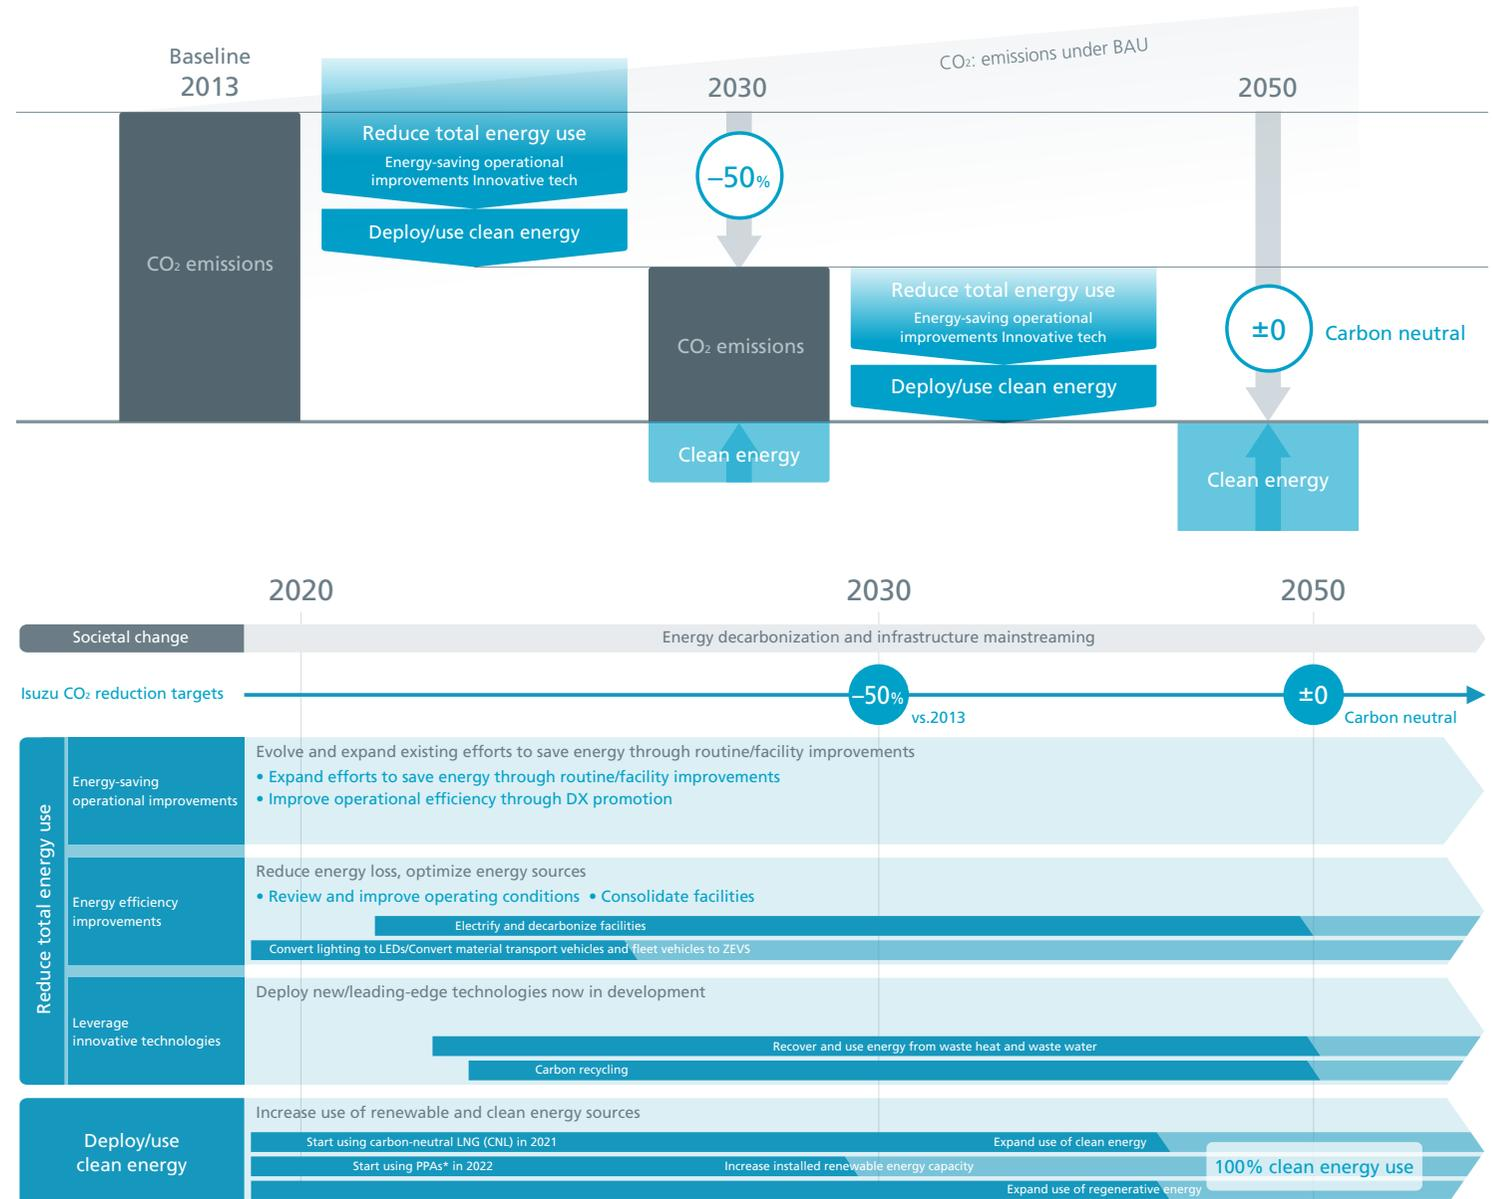 Baseline
2013
CO2: emissions under BAU
2030
2050
Reduce total energy use
Energy-saving operational
improvements Innovative tech
Deploy/use clean energy
–50%
CO2 emissions
CO2 emissions
Reduce total energy use
Energy-saving operational
improvements Innovative tech
Deploy/use clean energy
±0
Carbon neutral
Clean energy
Clean energy
2020
2030
2050
Societal change
Energy decarbonization and infrastructure mainstreaming
Isuzu CO2 reduction targets
–50%
vs.2013
±0
Carbon neutral
Reduce total energy use
Energy-saving
operational improvements
Evolve and expand existing efforts to save energy through routine/facility improvements
• Expand efforts to save energy through routine/facility improvements
• Improve operational efficiency through DX promotion
Energy efficiency
improvements
Reduce energy loss, optimize energy sources
• Review and improve operating conditions • Consolidate facilities
Electrify and decarbonize facilities
Convert lighting to LEDs/Convert material transport vehicles and fleet vehicles to ZEVS
Leverage
innovative technologies
Deploy new/leading-edge technologies now in development
Recover and use energy from waste heat and waste water
Carbon recycling
Deploy/use
clean energy
Increase use of renewable and clean energy sources
Start using carbon-neutral LNG (CNL) in 2021
Expand use of clean energy
Start using PPAs* in 2022
Increase installed renewable energy capacity
100% clean energy use
Expand use of regenerative energy